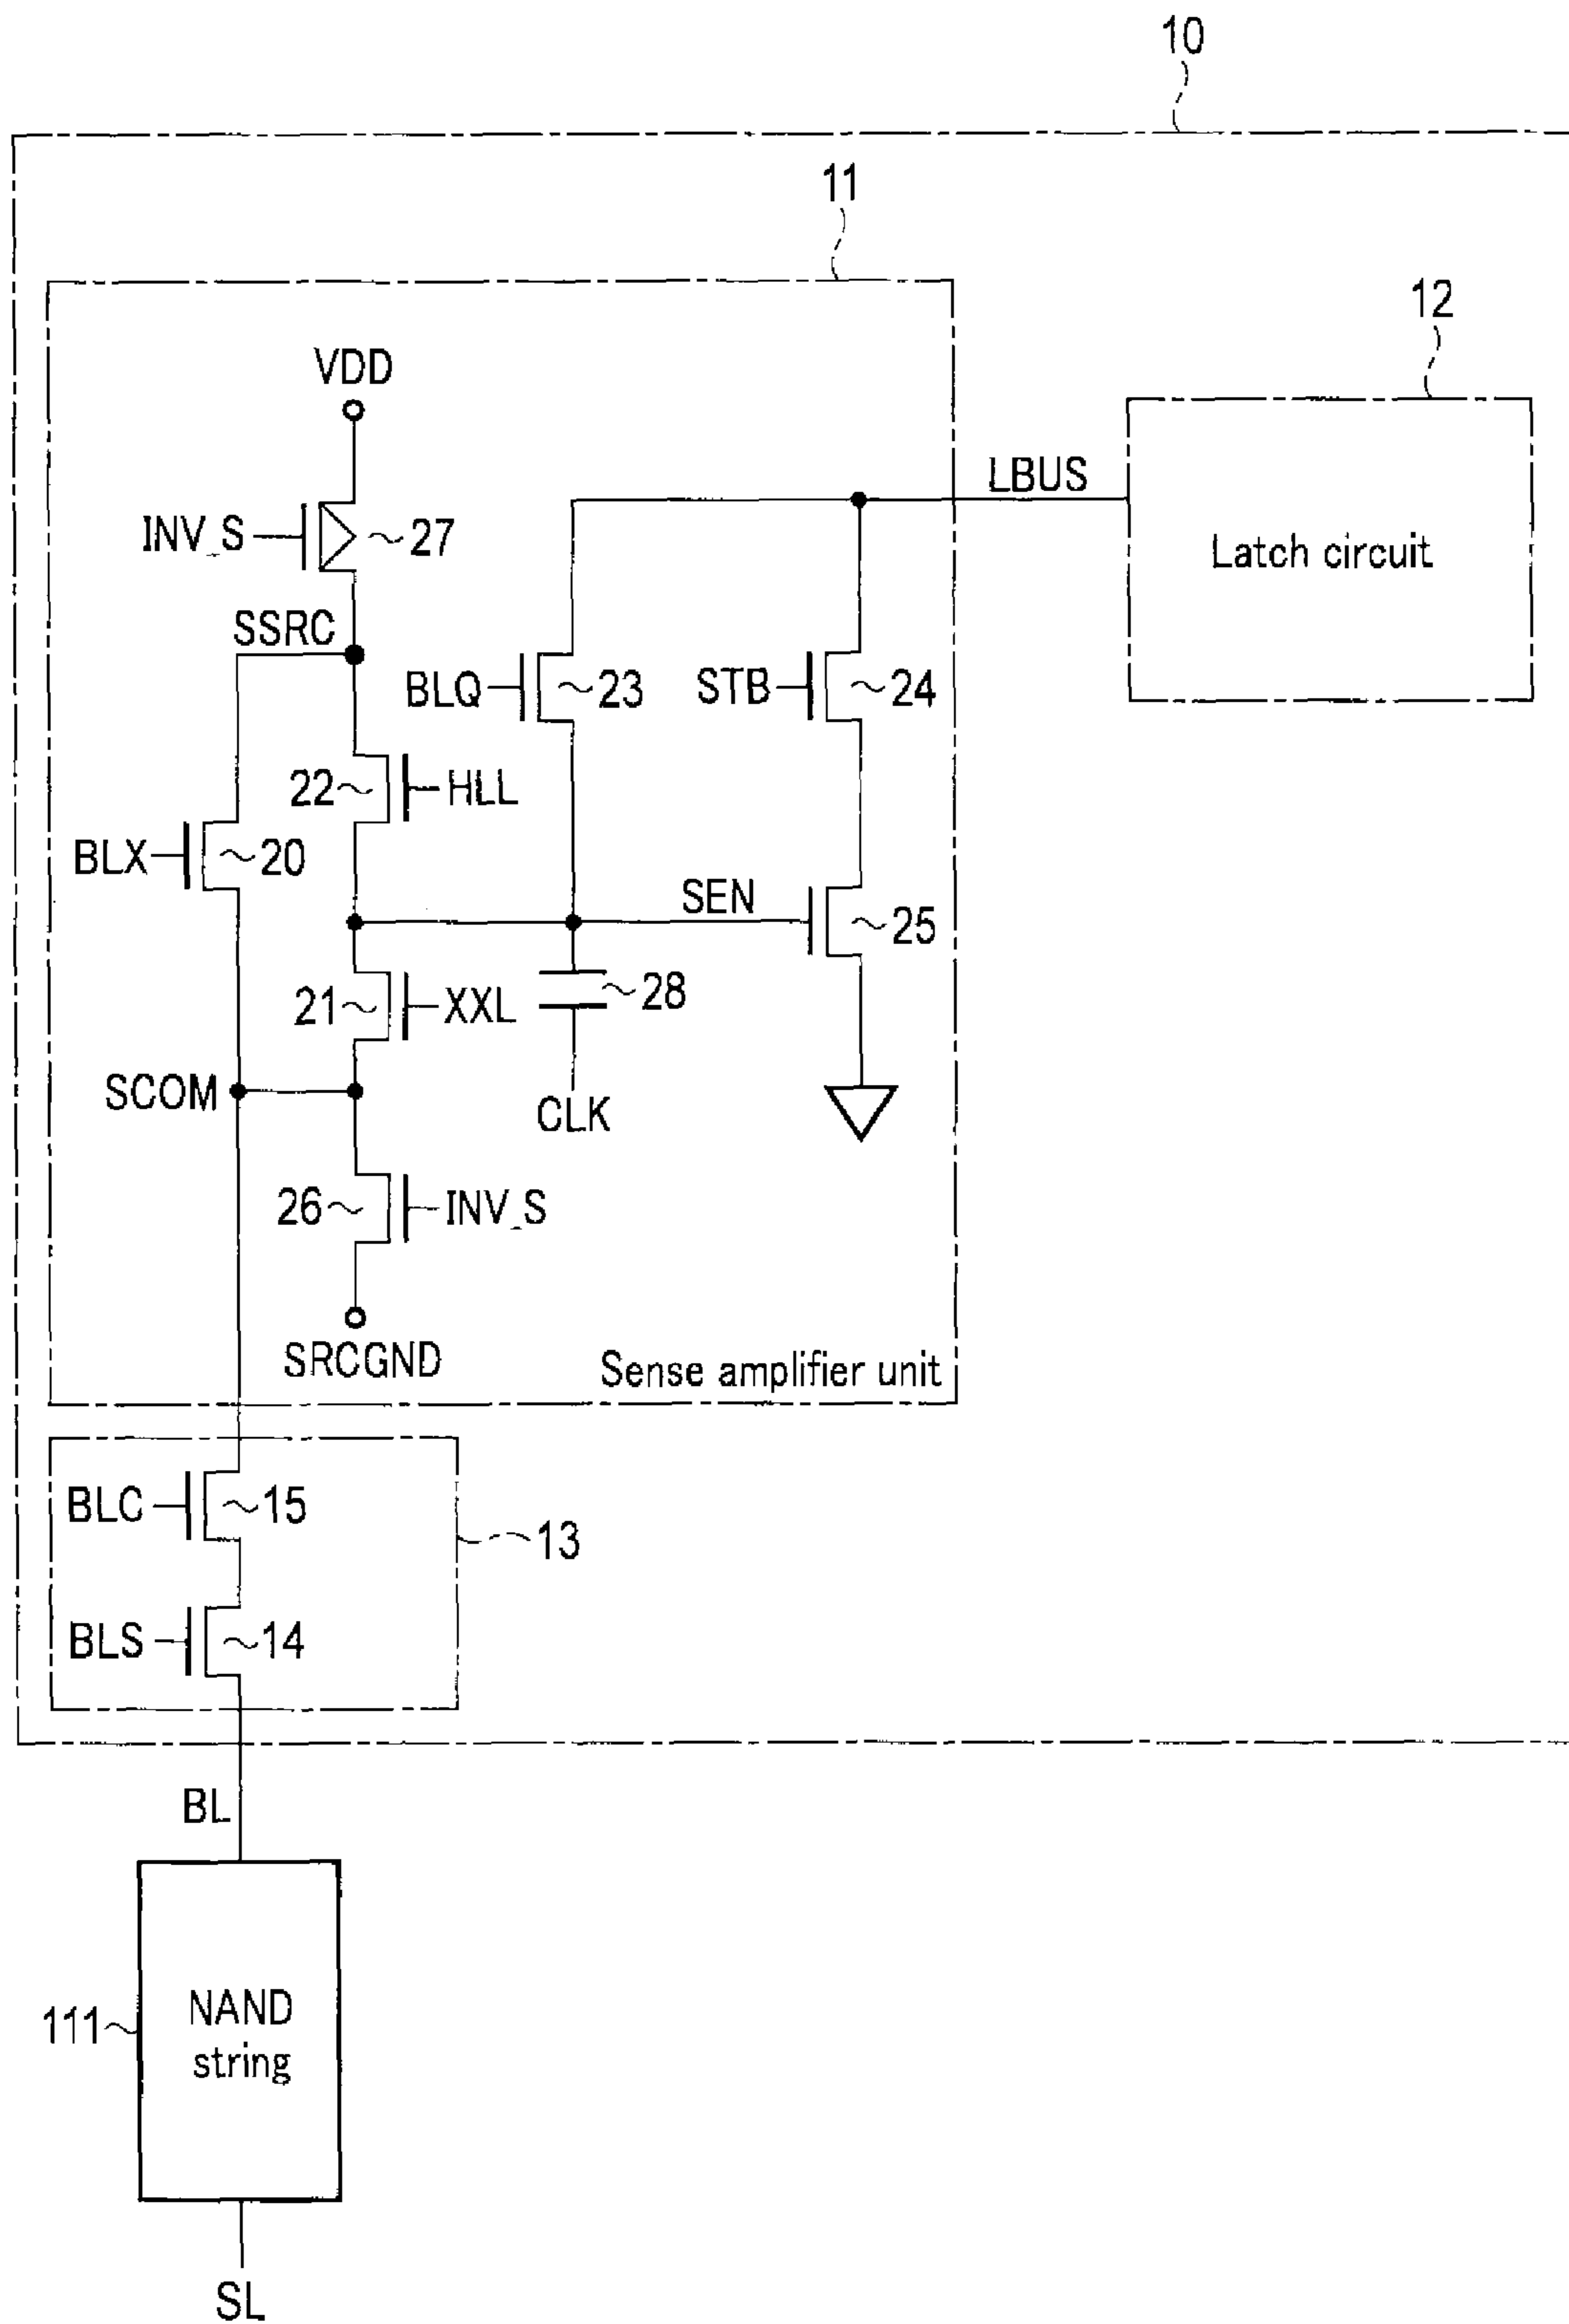 10
11
12
VDD
LBUS
INV_S
27
Latch circuit
SSRC
BLQ
23
STB
24
22
HLL
BLX
20
SEN
25
21
XXL
28
SCOM
CLK
26
INV_S
SRCGND
Sense amplifier unit
BLC
15
13
BLS
14
BL
111
NAND
string
SL